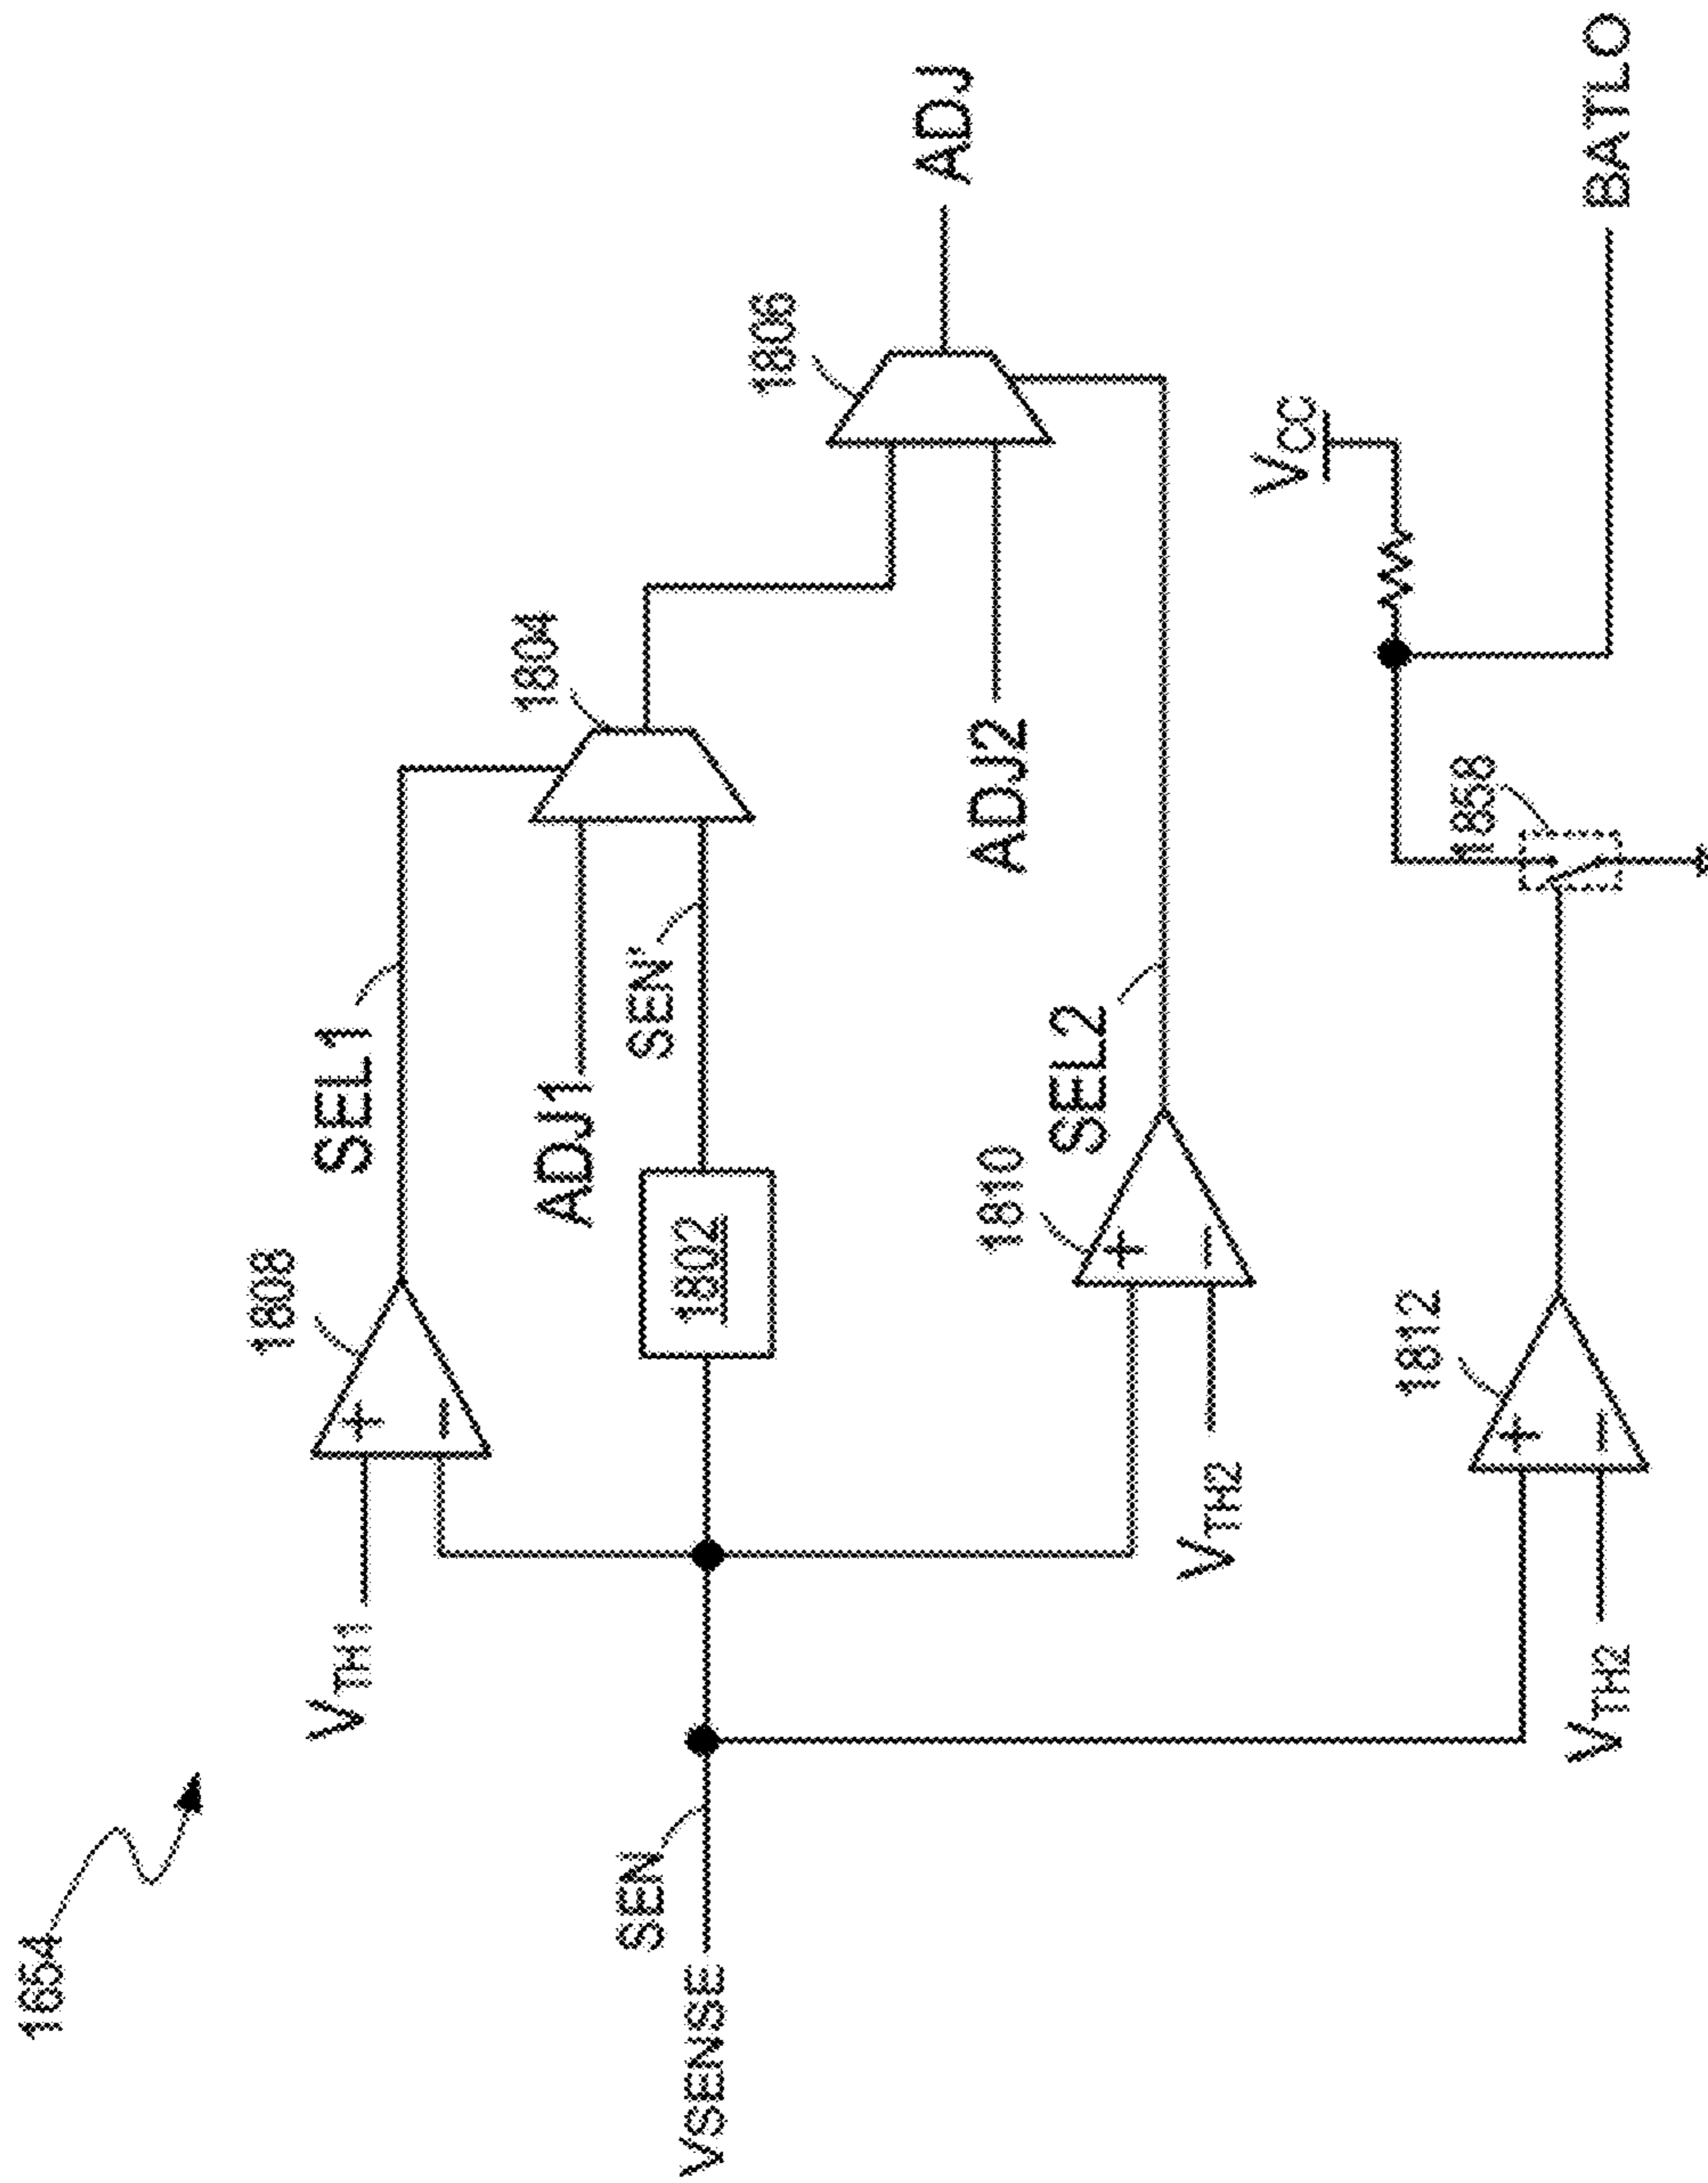 165A
VSENSE
SEN
VTH1
1808
+
−
SEL1
1802
ADJ1
SEN'
1804
1806
ADJ
ADJ2
VTH2
1810
+
−
SEL2
VTH2
1812
+
−
1858
VCC
BATLO